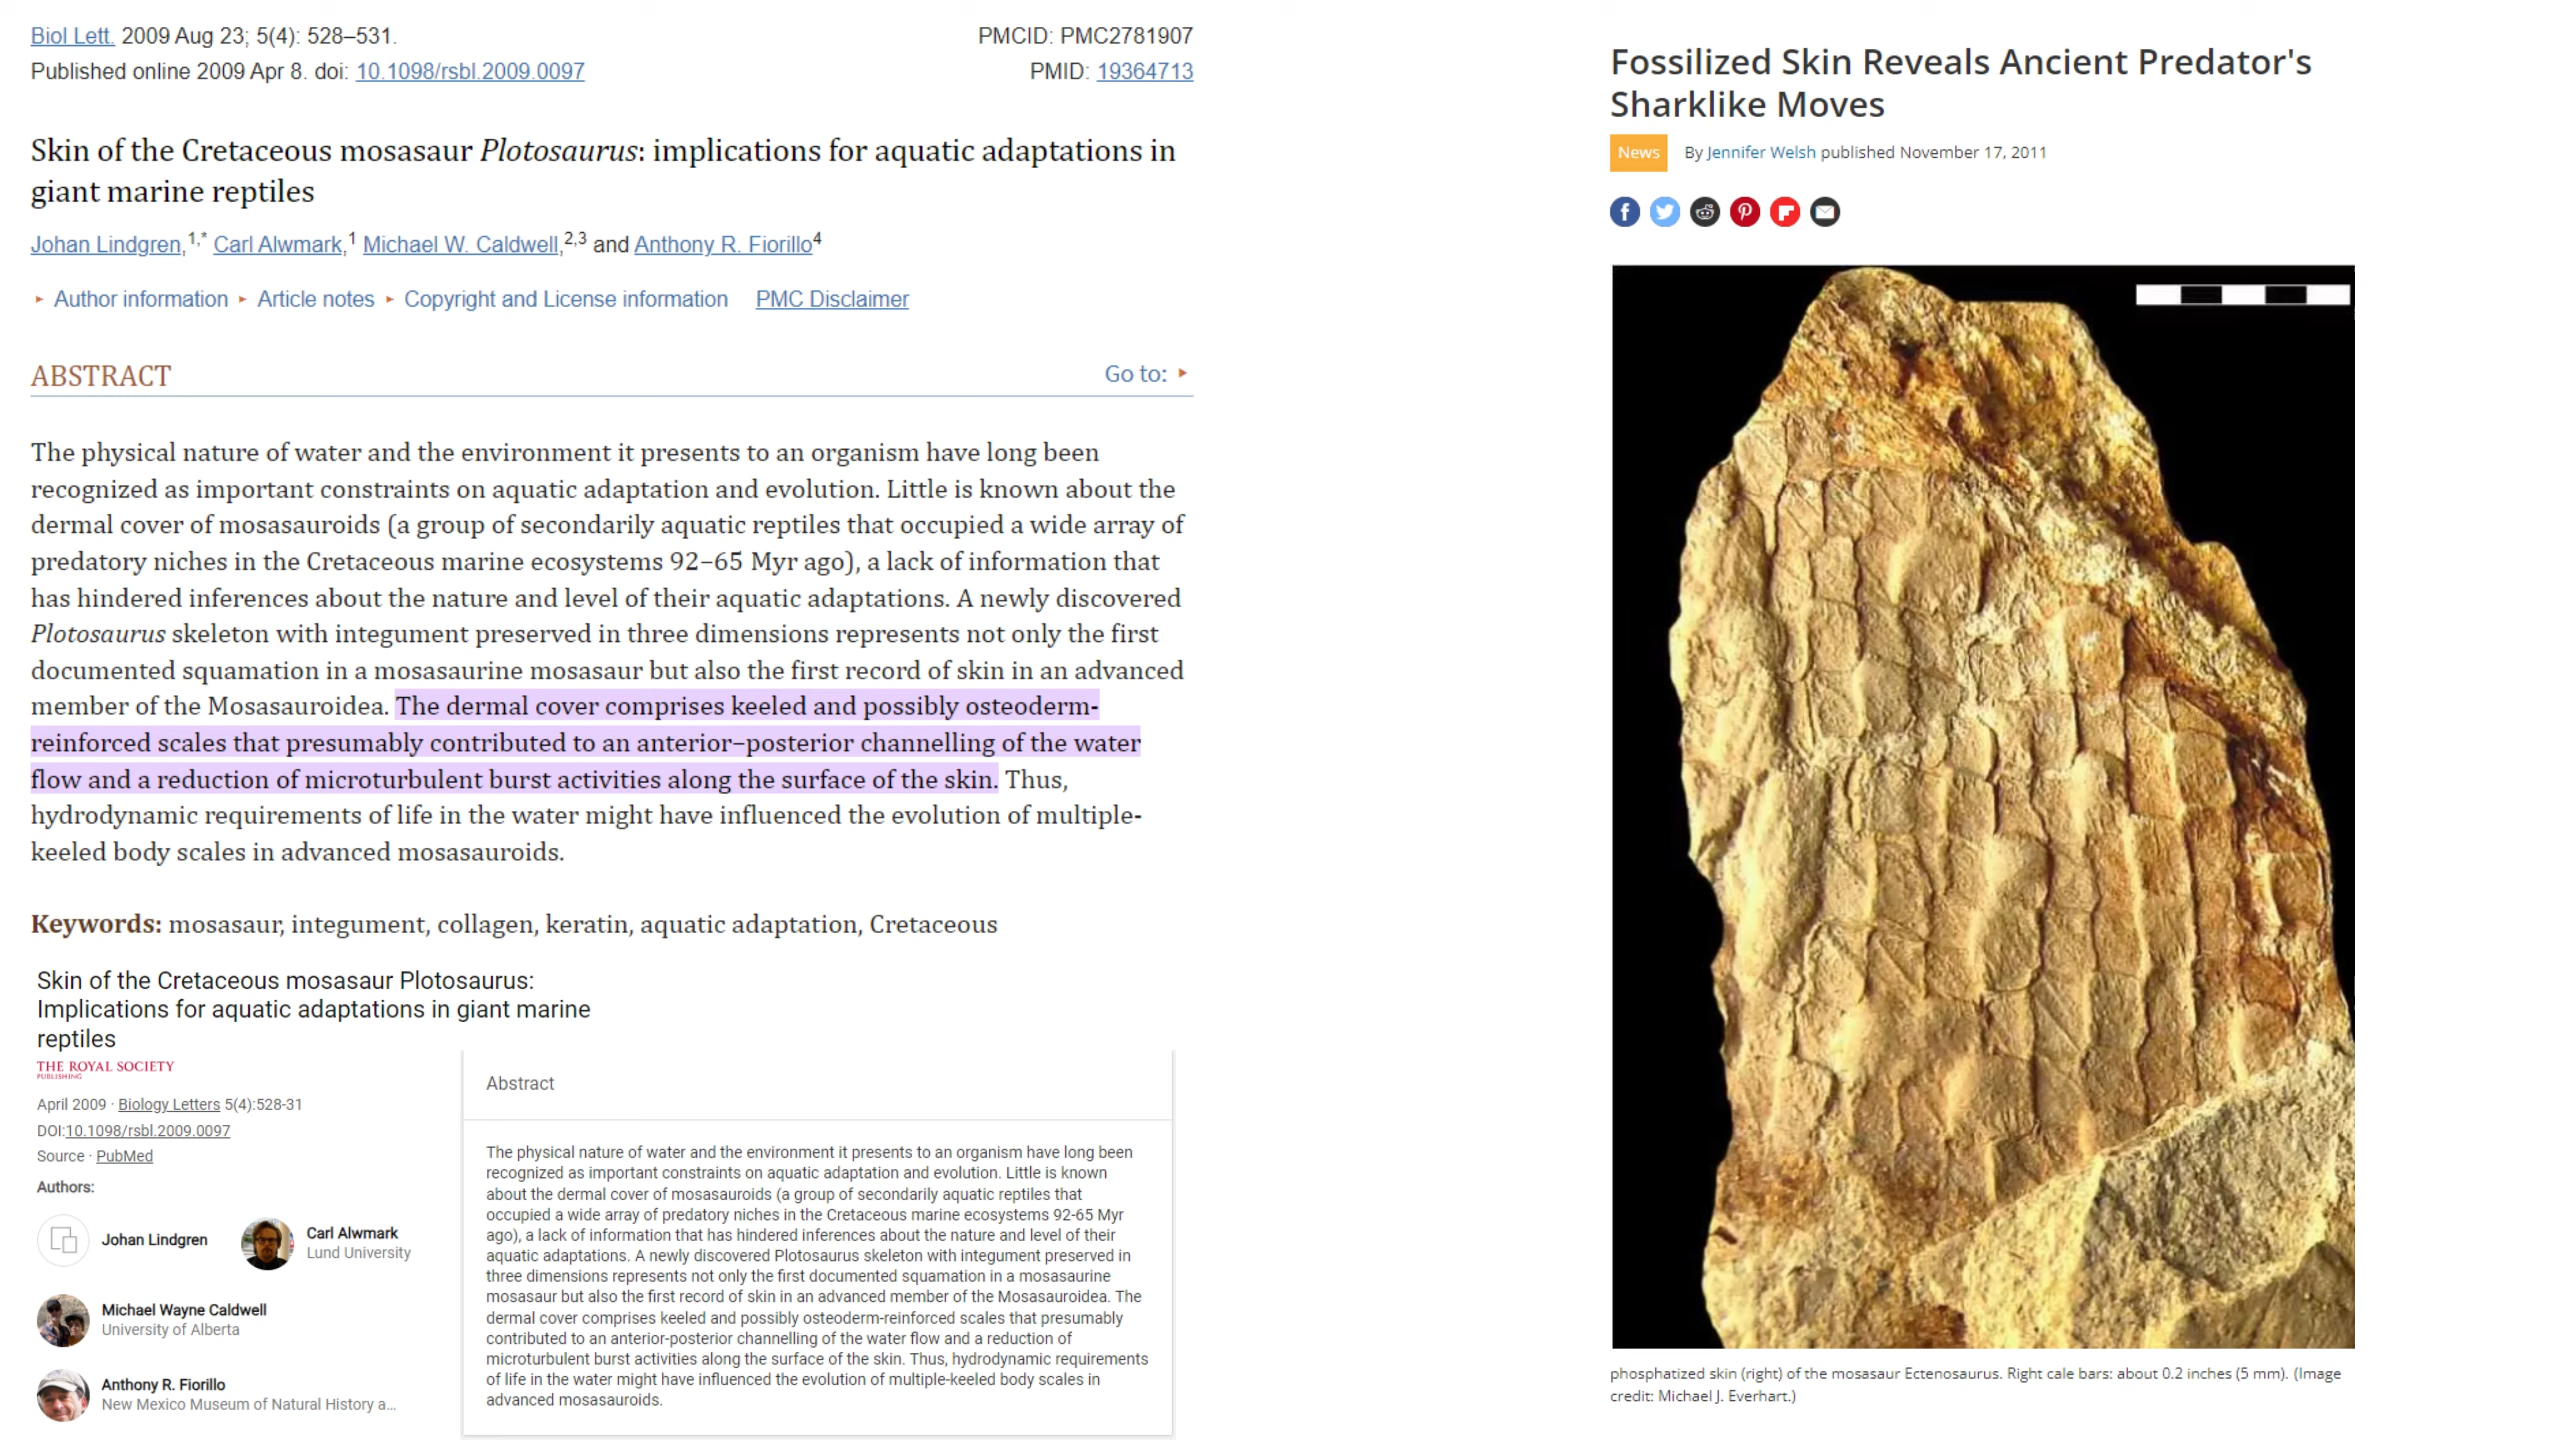 Biol Lett. 2009 Aug 23; 5(4): 528–531.
PMCID: PMC2781907
Published online 2009 Apr 8. doi: 10.1098/rsbl.2009.0097
PMID: 19364713
Skin of the Cretaceous mosasaur Plotosaurus: implications for aquatic adaptations in
giant marine reptiles
Johan Lindgren,1,* Carl Alwmark,1 Michael W. Caldwell,2,3 and Anthony R. Fiorillo4
▸ Author information ▸ Article notes ▸ Copyright and License information PMC Disclaimer
ABSTRACT
Go to: ▸
The physical nature of water and the environment it presents to an organism have long been
recognized as important constraints on aquatic adaptation and evolution. Little is known about the
dermal cover of mosasauroids (a group of secondarily aquatic reptiles that occupied a wide array of
predatory niches in the Cretaceous marine ecosystems 92–65 Myr ago), a lack of information that
has hindered inferences about the nature and level of their aquatic adaptations. A newly discovered
Plotosaurus skeleton with integument preserved in three dimensions represents not only the first
documented squamation in a mosasaurine mosasaur but also the first record of skin in an advanced
member of the Mosasauroidea. The dermal cover comprises keeled and possibly osteoderm-
reinforced scales that presumably contributed to an anterior–posterior channelling of the water
flow and a reduction of microturbulent burst activities along the surface of the skin. Thus,
hydrodynamic requirements of life in the water might have influenced the evolution of multiple-
keeled body scales in advanced mosasauroids.
Keywords: mosasaur, integument, collagen, keratin, aquatic adaptation, Cretaceous
Skin of the Cretaceous mosasaur Plotosaurus:
Implications for aquatic adaptations in giant marine
reptiles
THE ROYAL SOCIETY
PUBLISHING
April 2009 · Biology Letters 5(4):528-31
DOI:10.1098/rsbl.2009.0097
Source · PubMed
Authors:
Johan Lindgren
Carl Alwmark
Lund University
Michael Wayne Caldwell
University of Alberta
Anthony R. Fiorillo
New Mexico Museum of Natural History a...
Abstract
The physical nature of water and the environment it presents to an organism have long been
recognized as important constraints on aquatic adaptation and evolution. Little is known
about the dermal cover of mosasauroids (a group of secondarily aquatic reptiles that
occupied a wide array of predatory niches in the Cretaceous marine ecosystems 92-65 Myr
ago), a lack of information that has hindered inferences about the nature and level of their
aquatic adaptations. A newly discovered Plotosaurus skeleton with integument preserved in
three dimensions represents not only the first documented squamation in a mosasaurine
mosasaur but also the first record of skin in an advanced member of the Mosasauroidea. The
dermal cover comprises keeled and possibly osteoderm-reinforced scales that presumably
contributed to an anterior-posterior channelling of the water flow and a reduction of
microturbulent burst activities along the surface of the skin. Thus, hydrodynamic requirements
of life in the water might have influenced the evolution of multiple-keeled body scales in
advanced mosasauroids.
Fossilized Skin Reveals Ancient Predator's
Sharklike Moves
News By Jennifer Welsh published November 17, 2011
phosphatized skin (right) of the mosasaur Ectenosaurus. Right cale bars: about 0.2 inches (5 mm). (Image
credit: Michael J. Everhart.)